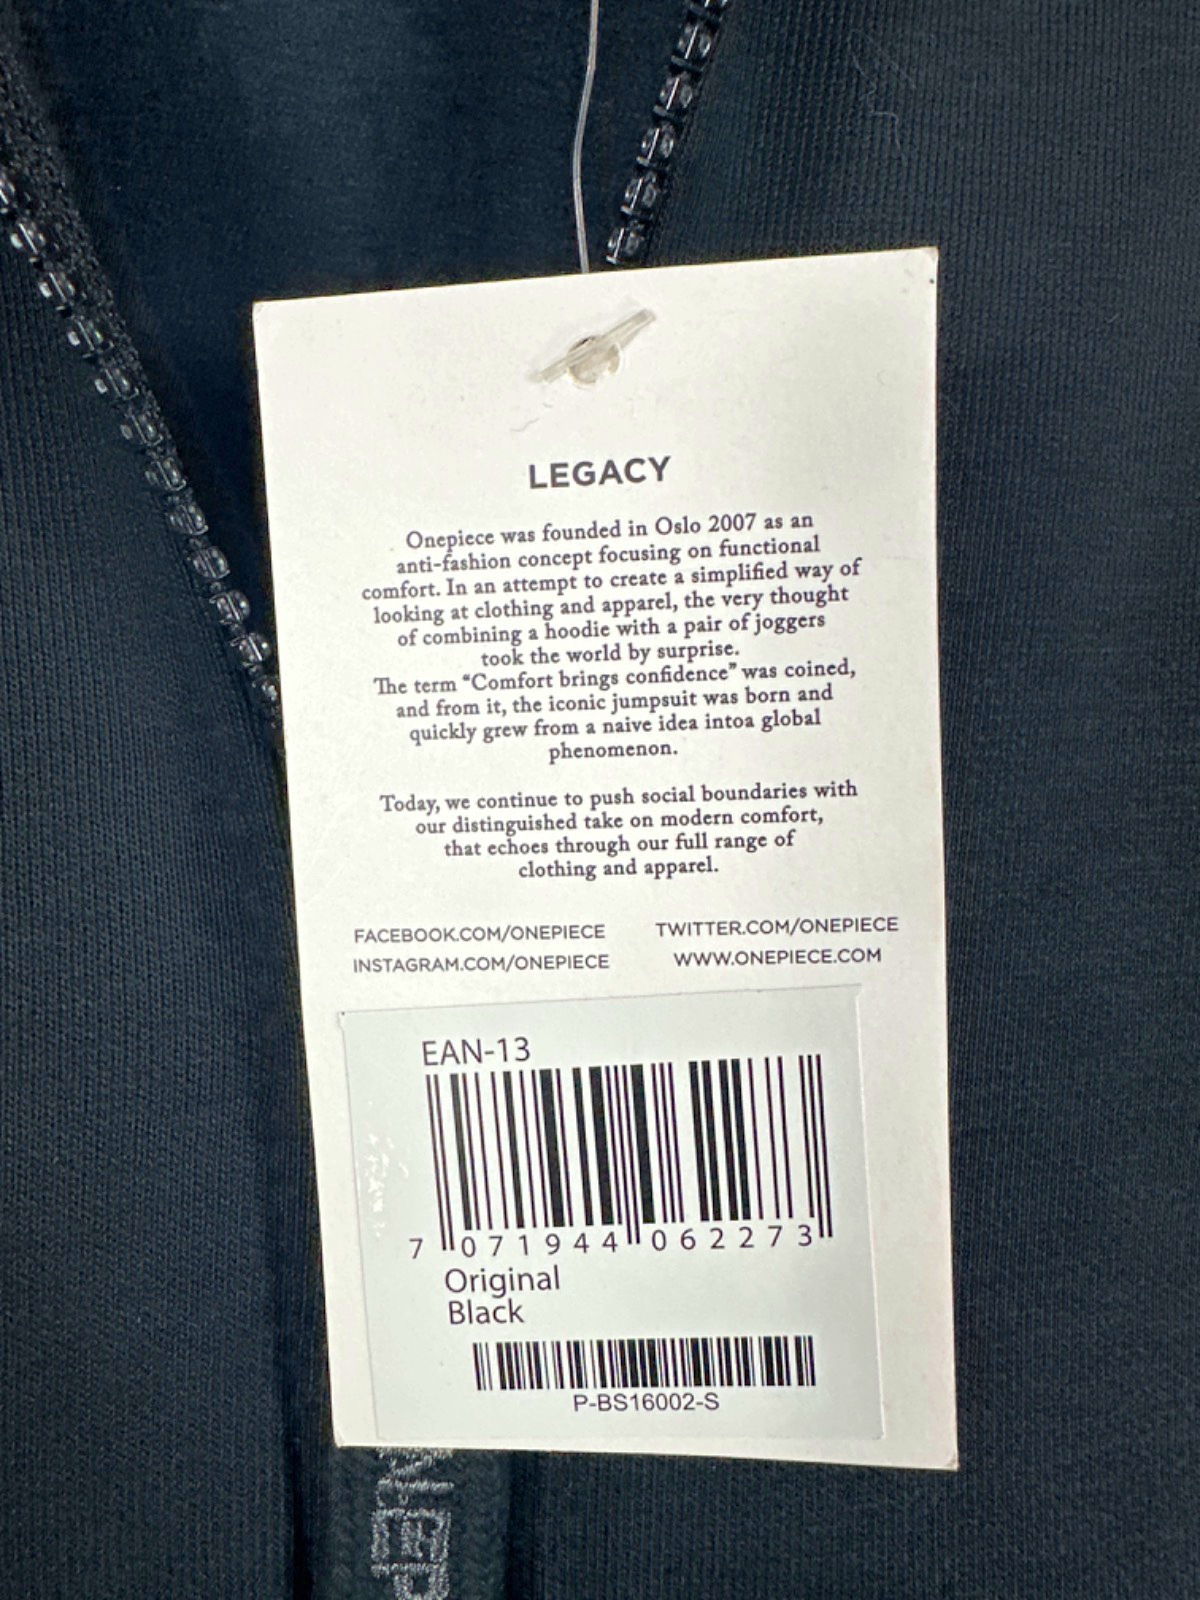 LEGACY
Onepiece was founded in Oslo 2007 as an
anti-fashion concept focusing on functional
comfort. In an attempt to create a simplified way of
looking at clothing and apparel, the very thought
of combining a hoodie with a pair of joggers
took the world by surprise.
The term “Comfort brings confidence” was coined,
and from it, the iconic jumpsuit was born and
quickly grew from a naive idea intoa global
phenomenon.
Today, we continue to push social boundaries with
our distinguished take on modern comfort,
that echoes through our full range of
clothing and apparel.
FACEBOOK.COM/ONEPIECE TWITTER.COM/ONEPIECE
INSTAGRAM.COM/ONEPIECE WWW.ONEPIECE.COM
EAN-13
7 071944 062273
Original
Black
P-BS16002-S
NEP